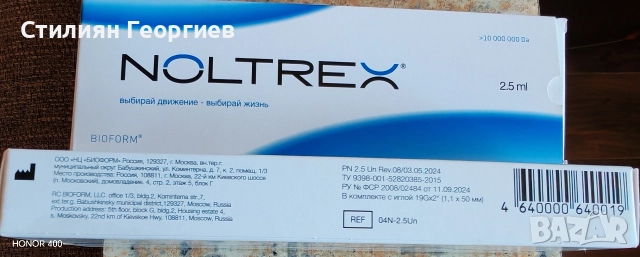 Стилиян Георгиев
>10 000 000 Da
NOLTREX®
2.5 ml
выбирай движение - выбирай жизнь
BIOFORM®
ООО «НЦ «БИОФОРМ» Россия, 129327, г. Москва, вн.тер.г.
муниципальный округ Бабушкинский, ул. Коминтерна, д. 7, к. 2, помещ. 1/3
Место производства: Россия, 108811, г. Москва, 22-й км Киевского шоссе
(п. Московский), домовладение 4, стр. 2, этаж 5, блок Г
RC BIOFORM, LLC. office 1/3, bldg.2, Kominterna str.,7,
ext.ter.g. Babushkinsky municipal district,129327, Moscow, Russia
Production address: 5th floor, block G, bldg.2, Housing estate 4,
s. Moskovsky, 22nd km of Kievskoe Hwy, 108811, Moscow, Russia
PN 2.5 Un Rev.08/03.05.2024
ТУ 9398-001-52820385-2015
РУ № ФСР 2008/02484 от 11.09.2024
В комплекте с иглой 19Gx2" (1,1 x 50 мм)
REF 04N-2.5Un
4 640000 640019
HONOR 400
BAZAR